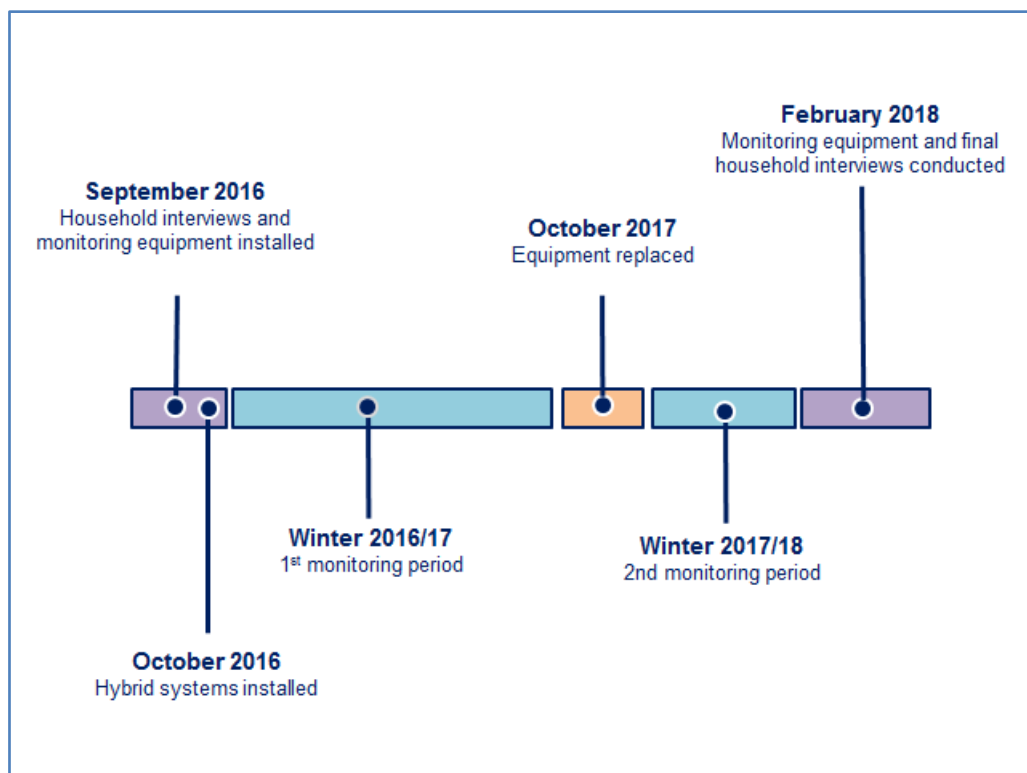 February 2018
Monitoring equipment and final
household interviews conducted
September 2016
Household interviews and
monitoring equipment installed
October 2017
Equipment replaced
Winter 2016/17
1st monitoring period
Winter 2017/18
2nd monitoring period
October 2016
Hybrid systems installed